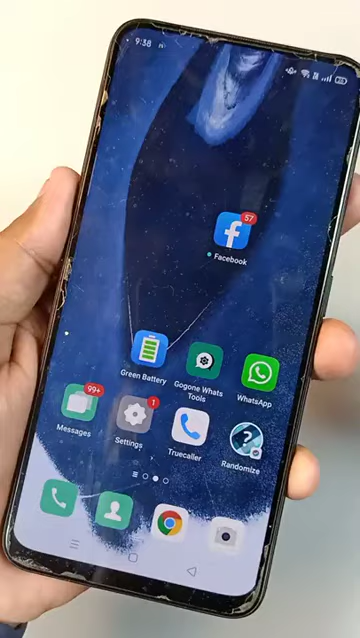 9:38
57
Facebook
Green Battery
Gogone Whats
Tools
WhatsApp
99+
Messages
1
Settings
Truecaller
?
Randomize